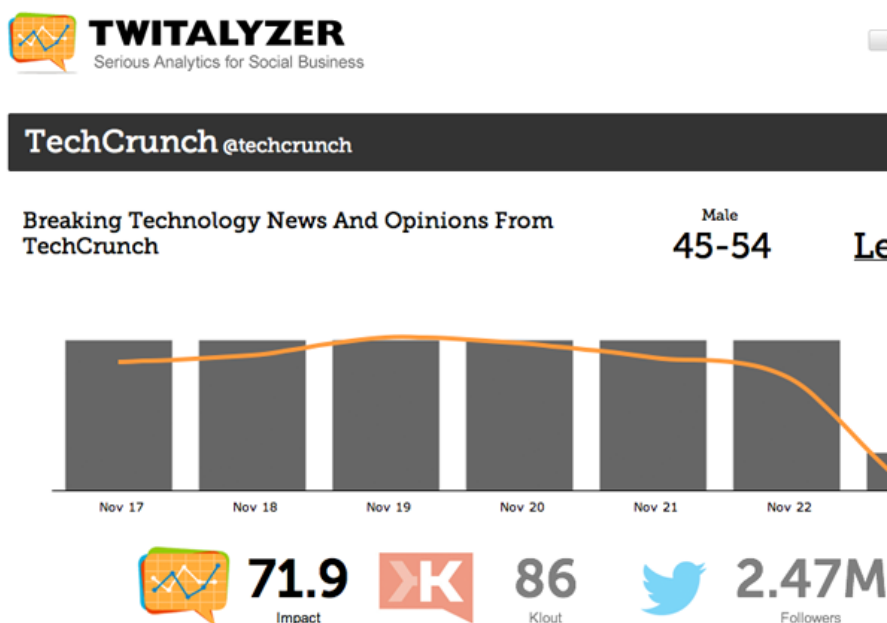 TWITALYZER
Serious Analytics for Social Business
TechCrunch @techcrunch
Breaking Technology News And Opinions From
TechCrunch
Male
45-54
Le
Nov 17 Nov 18 Nov 19 Nov 20 Nov 21 Nov 22
71.9 K 86 2.47M
Impact Klout Followers